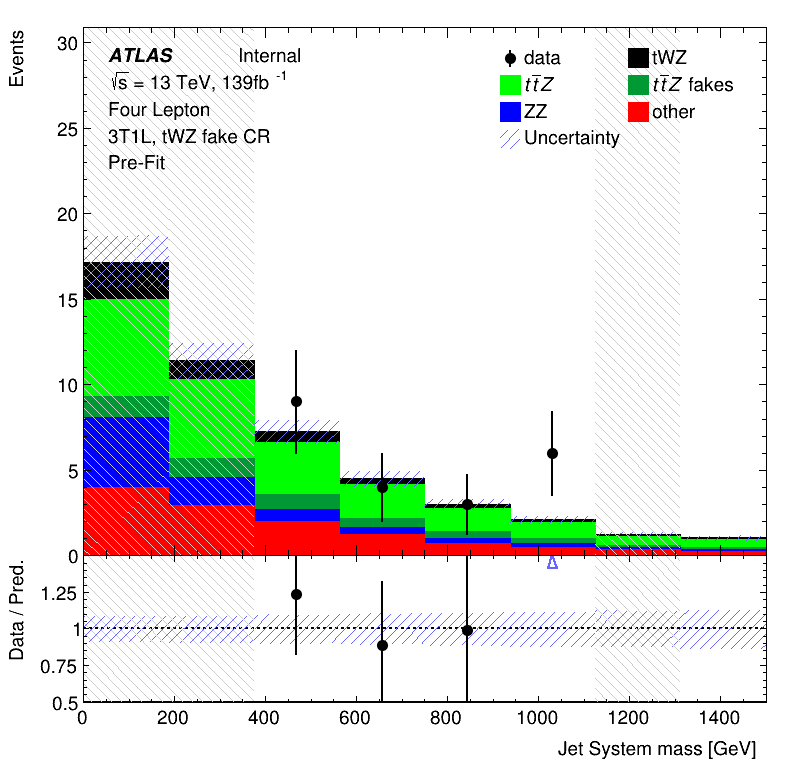 Events
30
25
20
15
10
5
0
ATLAS Internal
√s = 13 TeV, 139fb⁻¹
Four Lepton
3T1L, tWZ fake CR
Pre-Fit
data
tWZ
tt̄Z
tt̄Z fakes
ZZ
other
Uncertainty
Data / Pred.
1.25
1
0.75
0.5
0 200 400 600 800 1000 1200 1400
Jet System mass [GeV]